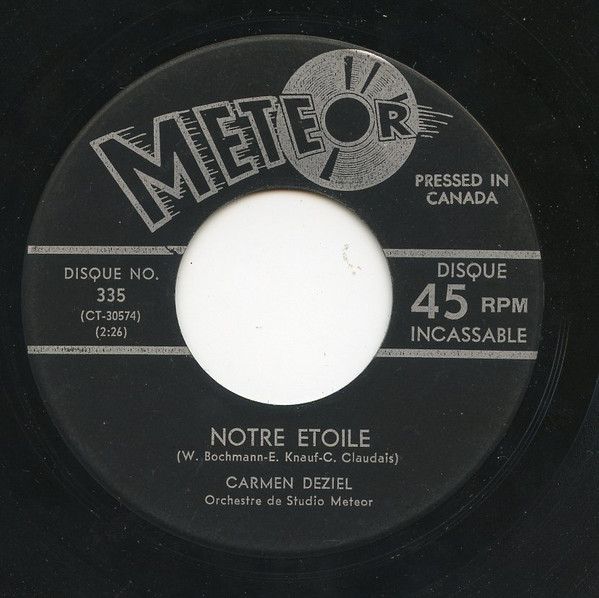 METEOR
PRESSED IN
CANADA
DISQUE NO.
335
(CT-30574)
(2:26)
DISQUE
45 RPM
INCASSABLE
NOTRE ETOILE
(W. Bochmann-E. Knauf-C. Claudais)
CARMEN DEZIEL
Orchestre de Studio Meteor